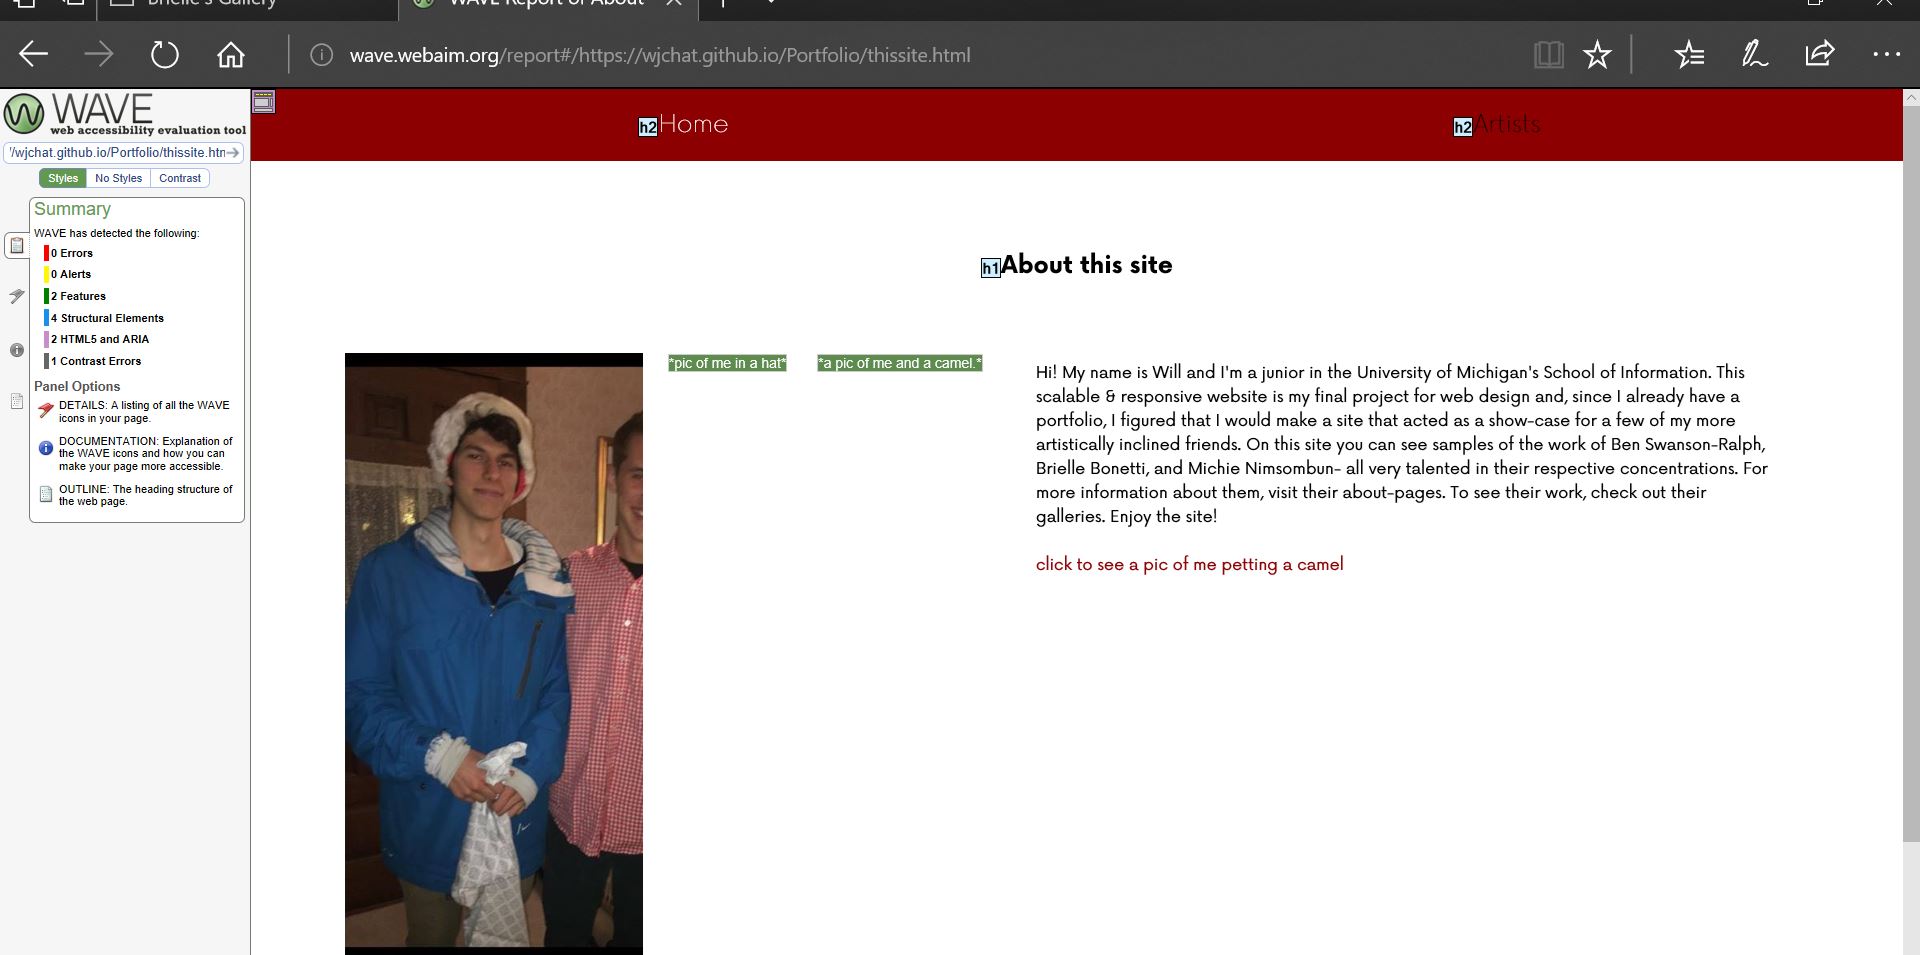 Brielle's Gallery
WAVE Report of About
wave.webaim.org/report#/https://wjchat.github.io/Portfolio/thissite.html
WAVE
web accessibility evaluation tool
'/wjchat.github.io/Portfolio/thissite.htn
Styles No Styles Contrast
Summary
WAVE has detected the following:
0 Errors
0 Alerts
2 Features
4 Structural Elements
2 HTML5 and ARIA
1 Contrast Errors
Panel Options
DETAILS: A listing of all the WAVE
icons in your page.
DOCUMENTATION: Explanation of
the WAVE icons and how you can
make your page more accessible.
OUTLINE: The heading structure of
the web page.
h2 Home
h2 Artists
h1 About this site
*pic of me in a hat*
*a pic of me and a camel.*
Hi! My name is Will and I'm a junior in the University of Michigan's School of Information. This
scalable & responsive website is my final project for web design and, since I already have a
portfolio, I figured that I would make a site that acted as a show-case for a few of my more
artistically inclined friends. On this site you can see samples of the work of Ben Swanson-Ralph,
Brielle Bonetti, and Michie Nimsombun- all very talented in their respective concentrations. For
more information about them, visit their about-pages. To see their work, check out their
galleries. Enjoy the site!
click to see a pic of me petting a camel